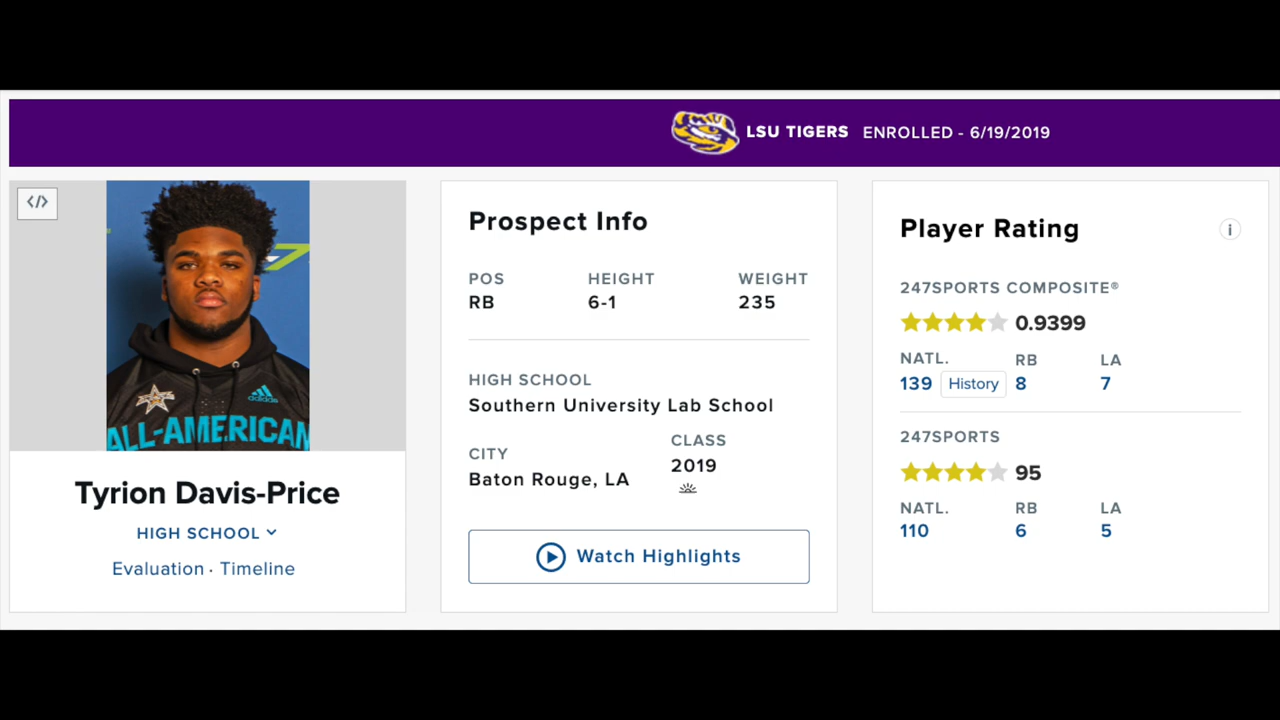 LSU TIGERS ENROLLED - 6/19/2019
</>
ALL-AMERICAN
adidas
Tyrion Davis-Price
HIGH SCHOOL
Evaluation · Timeline
Prospect Info
POS HEIGHT WEIGHT
RB 6-1 235
HIGH SCHOOL
Southern University Lab School
CITY CLASS
Baton Rouge, LA 2019
Watch Highlights
Player Rating
i
247SPORTS COMPOSITE®
0.9399
NATL. RB LA
139 History 8 7
247SPORTS
95
NATL. RB LA
110 6 5